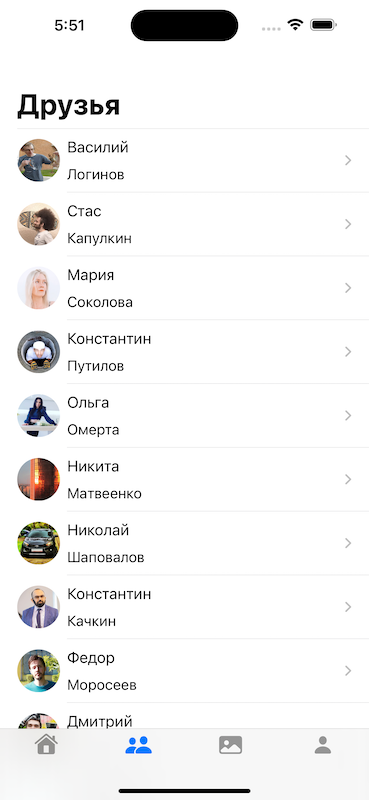 5:51
Друзья
Василий
Логинов
Стас
Капулкин
Мария
Соколова
Константин
Путилов
Ольга
Омерта
Никита
Матвеенко
Николай
Шаповалов
Константин
Качкин
Федор
Моросеев
Дмитрий